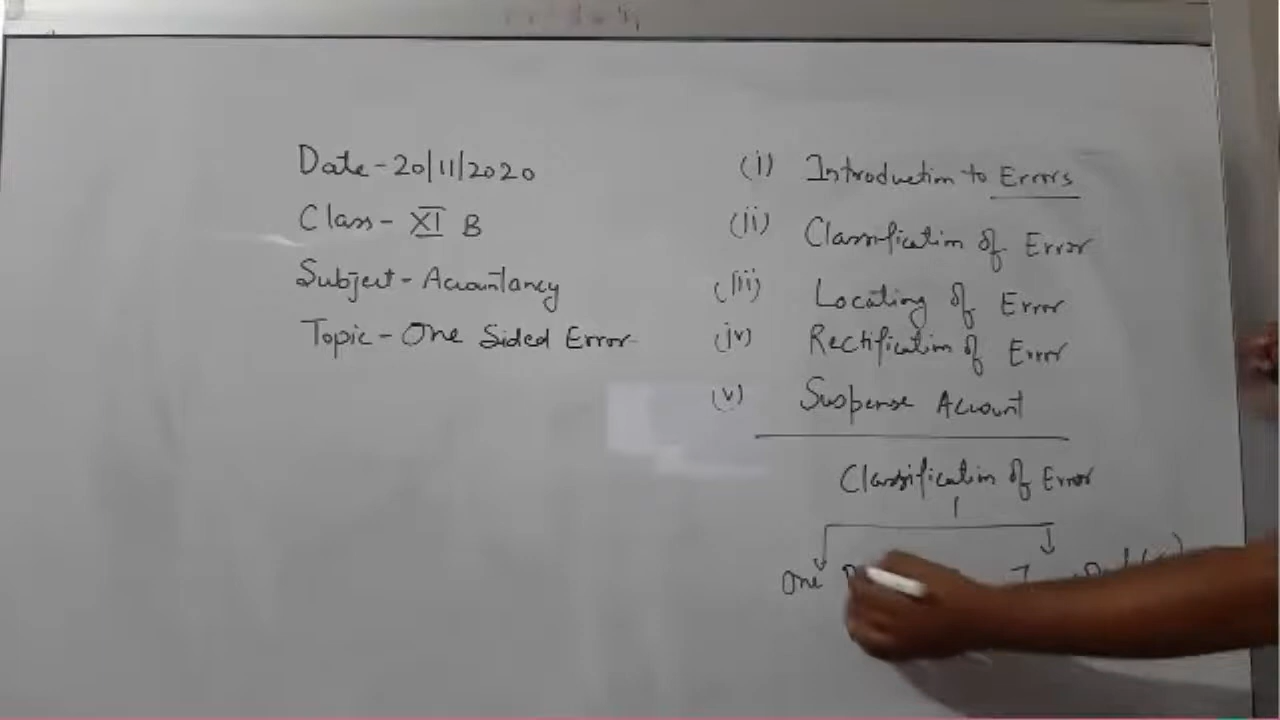 Date - 20/11/2020
Class - XI B
Subject - Accountancy
Topic - One Sided Error
(i) Introduction to Errors
(ii) Classification of Error
(iii) Locating of Error
(iv) Rectification of Error
(v) Suspense Account
Classification of Error
One